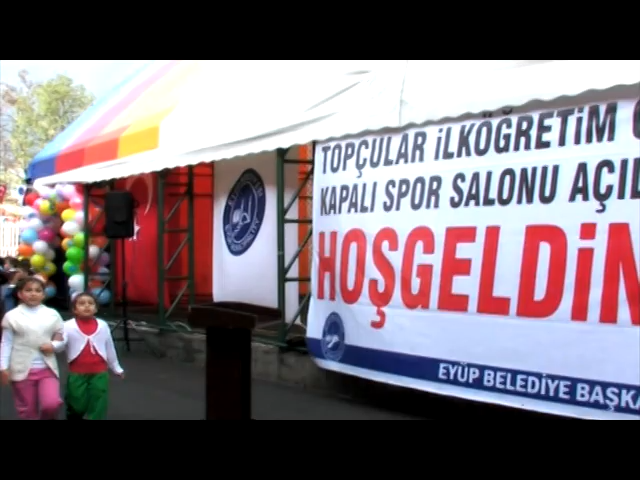 TOPÇULAR İLKÖĞRETİM
KAPALI SPOR SALONU AÇIL
HOŞGELDİN
EYÜP BELEDİYE BAŞKA